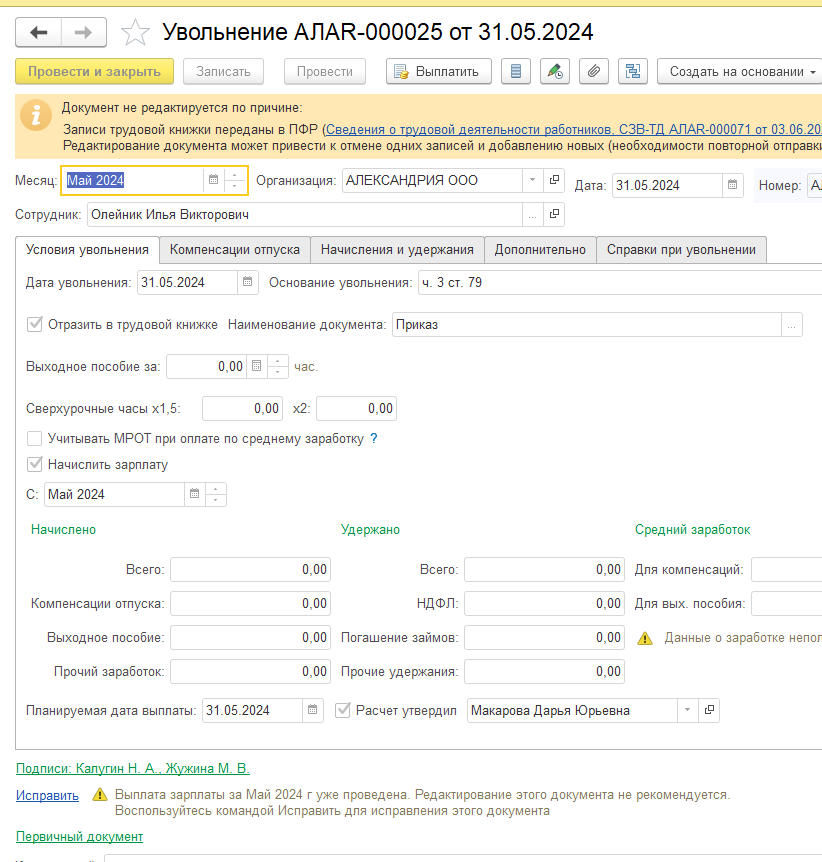 Увольнение АЛАR-000025 от 31.05.2024
Провести и закрыть Записать Провести Выплатить Создать на основании
Документ не редактируется по причине:
Записи трудовой книжки переданы в ПФР (Сведения о трудовой деятельности работников, СЗВ-ТД АЛАR-000071 от 03.06.20
Редактирование документа может привести к отмене одних записей и добавлению новых (необходимости повторной отправки
Месяц: Май 2024 Организация: АЛЕКСАНДРИЯ ООО Дата: 31.05.2024 Номер: АЛ
Сотрудник: Олейник Илья Викторович ...
Условия увольнения Компенсации отпуска Начисления и удержания Дополнительно Справки при увольнении
Дата увольнения: 31.05.2024 Основание увольнения: ч. 3 ст. 79
Отразить в трудовой книжке Наименование документа: Приказ ...
Выходное пособие за: 0,00 час.
Сверхурочные часы x1,5: 0,00 x2: 0,00
Учитывать МРОТ при оплате по среднему заработку ?
Начислить зарплату
С: Май 2024
Начислено Удержано Средний заработок
Всего: 0,00 Всего: 0,00 Для компенсаций:
Компенсации отпуска: 0,00 НДФЛ: 0,00 Для вых. пособия:
Выходное пособие: 0,00 Погашение займов: 0,00 Данные о заработке непол
Прочий заработок: 0,00 Прочие удержания: 0,00
Планируемая дата выплаты: 31.05.2024 Расчет утвердил Макарова Дарья Юрьевна
Подписи: Калугин Н. А., Жужина М. В.
Исправить Выплата зарплаты за Май 2024 г уже проведена. Редактирование этого документа не рекомендуется.
Воспользуйтесь командой Исправить для исправления этого документа
Первичный документ